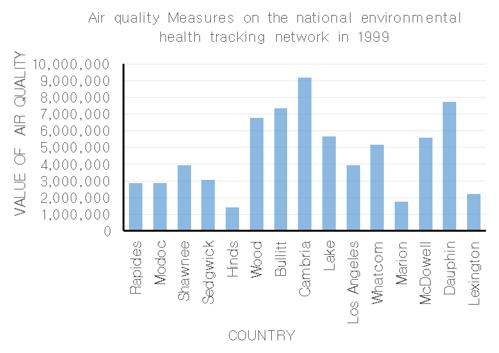 Air quality Measures on the national environmental
health tracking network in 1999
VALUE OF AIR QUALITY
10,000,000
9,000,000
8,000,000
7,000,000
6,000,000
5,000,000
4,000,000
3,000,000
2,000,000
1,000,000
0
Rapides
Modoc
Shawnee
Sedgwick
Hinds
Wood
Bullitt
Cambria
Lake
Los Angeles
Whatcom
Marion
McDowell
Dauphin
Lexington
COUNTRY